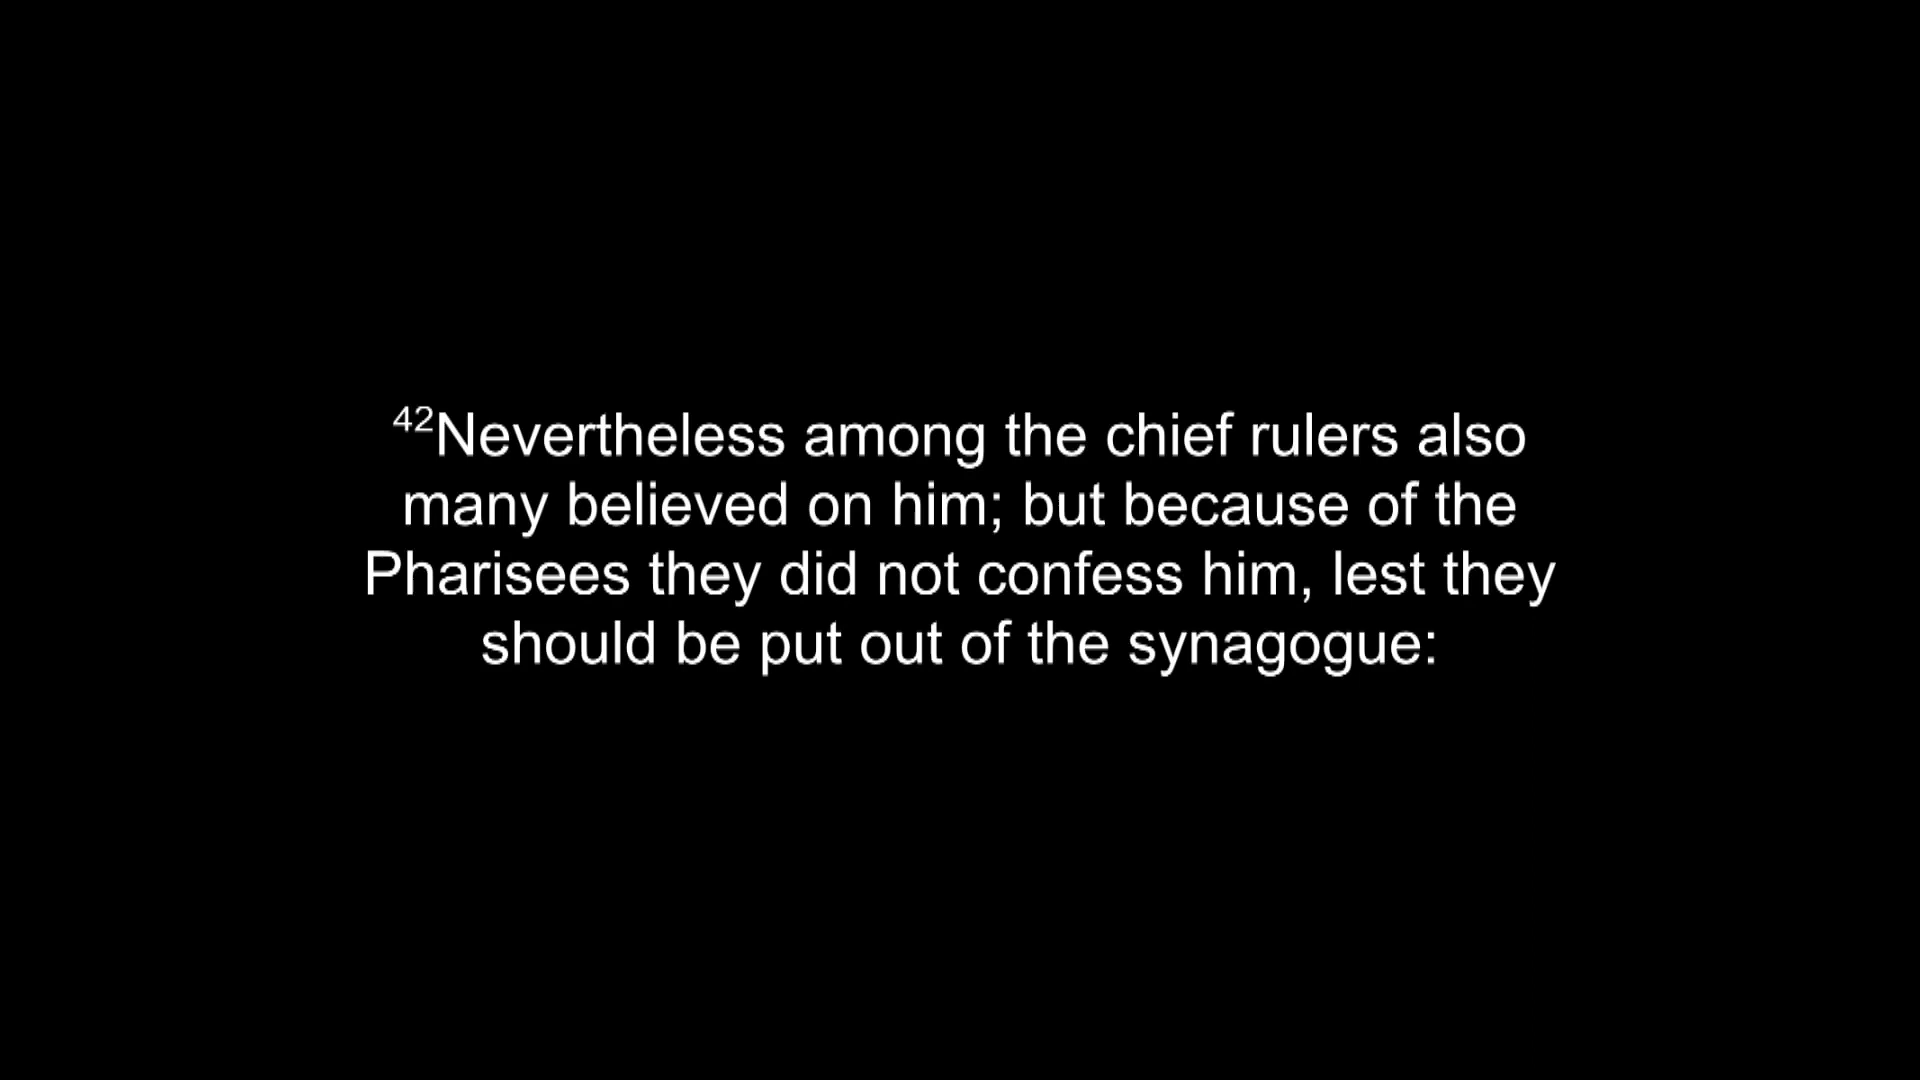 42Nevertheless among the chief rulers also
many believed on him; but because of the
Pharisees they did not confess him, lest they
should be put out of the synagogue: